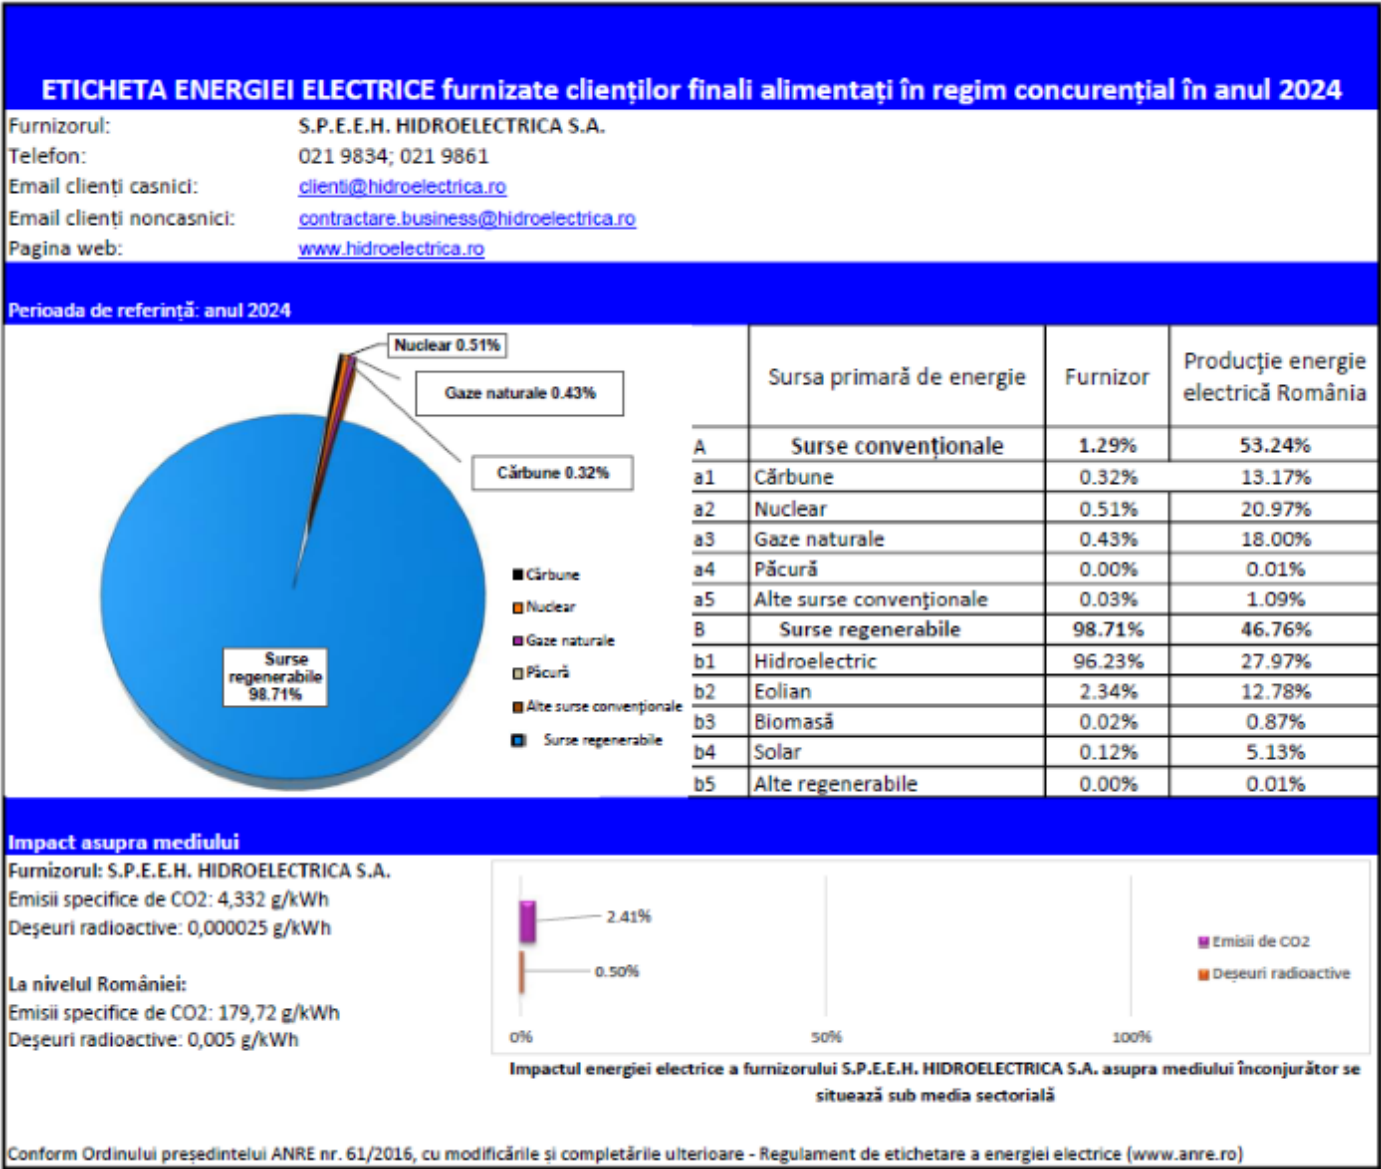 ETICHETA ENERGIEI ELECTRICE furnizate clienților finali alimentați în regim concurențial în anul 2024
Furnizorul: S.P.E.E.H. HIDROELECTRICA S.A.
Telefon: 021 9834; 021 9861
Email clienți casnici: clienti@hidroelectrica.ro
Email clienți noncasnici: contractare.business@hidroelectrica.ro
Pagina web: www.hidroelectrica.ro
Perioada de referință: anul 2024
Nuclear 0.51%
Gaze naturale 0.43%
Cărbune 0.32%
Surse
regenerabile
98.71%
Cărbune
Nuclear
Gaze naturale
Păcură
Alte surse convenționale
Surse regenerabile
Sursa primară de energie Furnizor Producție energie
electrică România
A Surse convenționale 1.29% 53.24%
a1 Cărbune 0.32% 13.17%
a2 Nuclear 0.51% 20.97%
a3 Gaze naturale 0.43% 18.00%
a4 Păcură 0.00% 0.01%
a5 Alte surse convenționale 0.03% 1.09%
B Surse regenerabile 98.71% 46.76%
b1 Hidroelectric 96.23% 27.97%
b2 Eolian 2.34% 12.78%
b3 Biomasă 0.02% 0.87%
b4 Solar 0.12% 5.13%
b5 Alte regenerabile 0.00% 0.01%
Impact asupra mediului
Furnizorul: S.P.E.E.H. HIDROELECTRICA S.A.
Emisii specifice de CO2: 4,332 g/kWh
Deșeuri radioactive: 0,000025 g/kWh
La nivelul României:
Emisii specifice de CO2: 179,72 g/kWh
Deșeuri radioactive: 0,005 g/kWh
2.41%
0.50%
Emisii de CO2
Deșeuri radioactive
0% 50% 100%
Impactul energiei electrice a furnizorului S.P.E.E.H. HIDROELECTRICA S.A. asupra mediului înconjurător se
situează sub media sectorială
Conform Ordinului președintelui ANRE nr. 61/2016, cu modificările și completările ulterioare - Regulament de etichetare a energiei electrice (www.anre.ro)